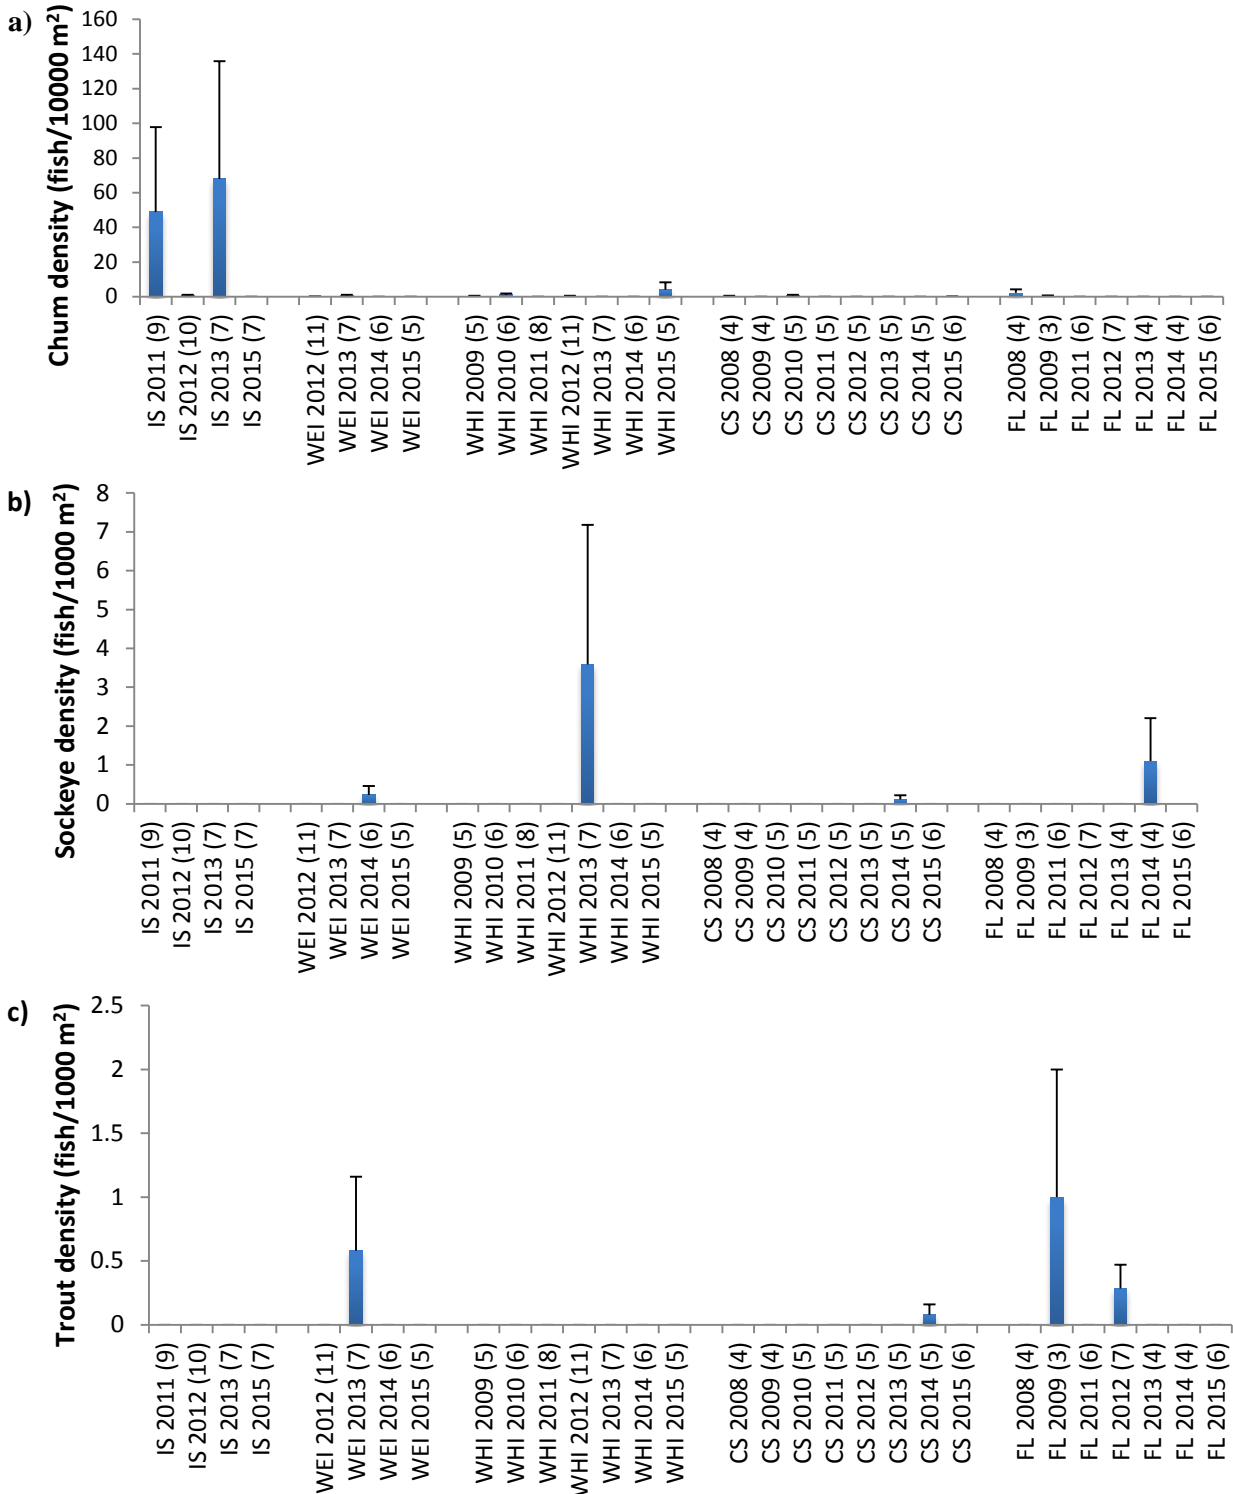 a)
Chum density (fish/10000 m²)
160
140
120
100
80
60
40
20
0
IS 2011 (9)
IS 2012 (10)
IS 2013 (7)
IS 2015 (7)
WEI 2012 (11)
WEI 2013 (7)
WEI 2014 (6)
WEI 2015 (5)
WHI 2009 (5)
WHI 2010 (6)
WHI 2011 (8)
WHI 2012 (11)
WHI 2013 (7)
WHI 2014 (6)
WHI 2015 (5)
CS 2008 (4)
CS 2009 (4)
CS 2010 (5)
CS 2011 (5)
CS 2012 (5)
CS 2013 (5)
CS 2014 (5)
CS 2015 (6)
FL 2008 (4)
FL 2009 (3)
FL 2011 (6)
FL 2012 (7)
FL 2013 (4)
FL 2014 (4)
FL 2015 (6)
b)
Sockeye density (fish/1000 m²)
8
7
6
5
4
3
2
1
0
IS 2011 (9)
IS 2012 (10)
IS 2013 (7)
IS 2015 (7)
WEI 2012 (11)
WEI 2013 (7)
WEI 2014 (6)
WEI 2015 (5)
WHI 2009 (5)
WHI 2010 (6)
WHI 2011 (8)
WHI 2012 (11)
WHI 2013 (7)
WHI 2014 (6)
WHI 2015 (5)
CS 2008 (4)
CS 2009 (4)
CS 2010 (5)
CS 2011 (5)
CS 2012 (5)
CS 2013 (5)
CS 2014 (5)
CS 2015 (6)
FL 2008 (4)
FL 2009 (3)
FL 2011 (6)
FL 2012 (7)
FL 2013 (4)
FL 2014 (4)
FL 2015 (6)
c)
Trout density (fish/1000 m²)
2.5
2
1.5
1
0.5
0
IS 2011 (9)
IS 2012 (10)
IS 2013 (7)
IS 2015 (7)
WEI 2012 (11)
WEI 2013 (7)
WEI 2014 (6)
WEI 2015 (5)
WHI 2009 (5)
WHI 2010 (6)
WHI 2011 (8)
WHI 2012 (11)
WHI 2013 (7)
WHI 2014 (6)
WHI 2015 (5)
CS 2008 (4)
CS 2009 (4)
CS 2010 (5)
CS 2011 (5)
CS 2012 (5)
CS 2013 (5)
CS 2014 (5)
CS 2015 (6)
FL 2008 (4)
FL 2009 (3)
FL 2011 (6)
FL 2012 (7)
FL 2013 (4)
FL 2014 (4)
FL 2015 (6)